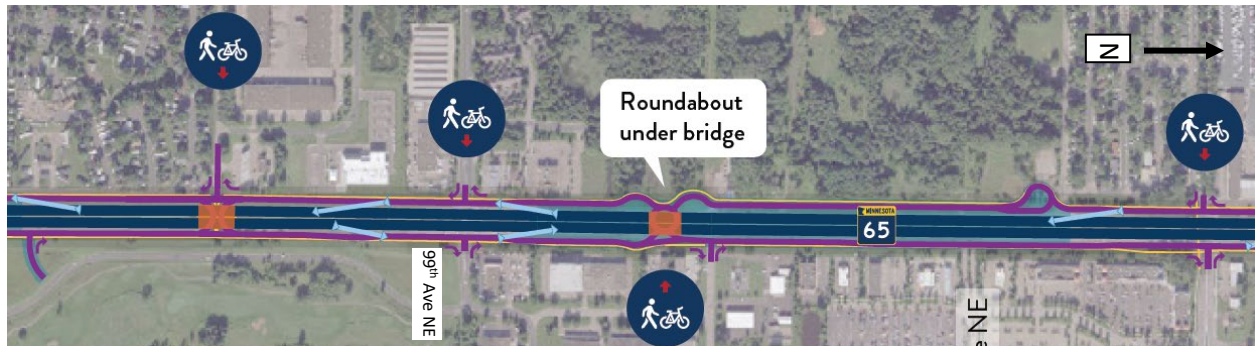 Roundabout
under bridge
N
MINNESOTA
65
99th Ave NE
e NE